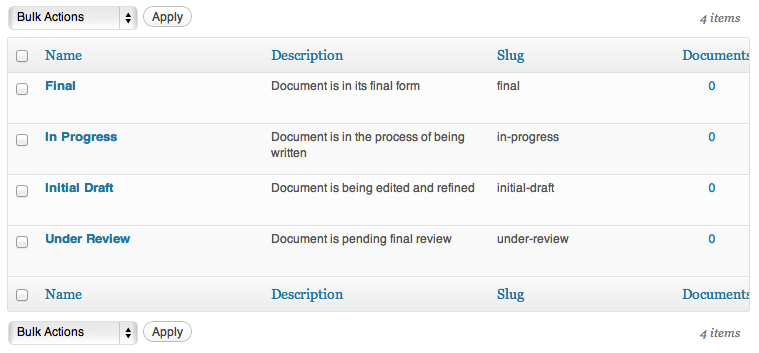 Bulk Actions Apply 4 items
Name Description Slug Documents
Final Document is in its final form final 0
In Progress Document is in the process of being in-progress 0
written
Initial Draft Document is being edited and refined initial-draft 0
Under Review Document is pending final review under-review 0
Name Description Slug Documents
Bulk Actions Apply 4 items